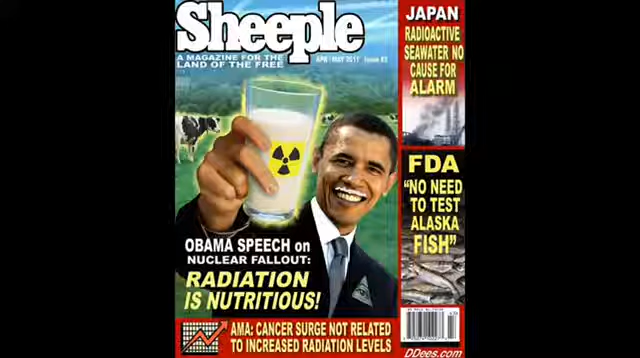 Sheeple
A MAGAZINE FOR THE
LAND OF THE FREE
APR / MAY 2011 Issue 83
OBAMA SPEECH on
NUCLEAR FALLOUT:
RADIATION
IS NUTRITIOUS!
AMA: CANCER SURGE NOT RELATED
TO INCREASED RADIATION LEVELS
JAPAN
RADIOACTIVE
SEAWATER NO
CAUSE FOR
ALARM
FDA
"NO NEED
TO TEST
ALASKA
FISH"
DDees.com